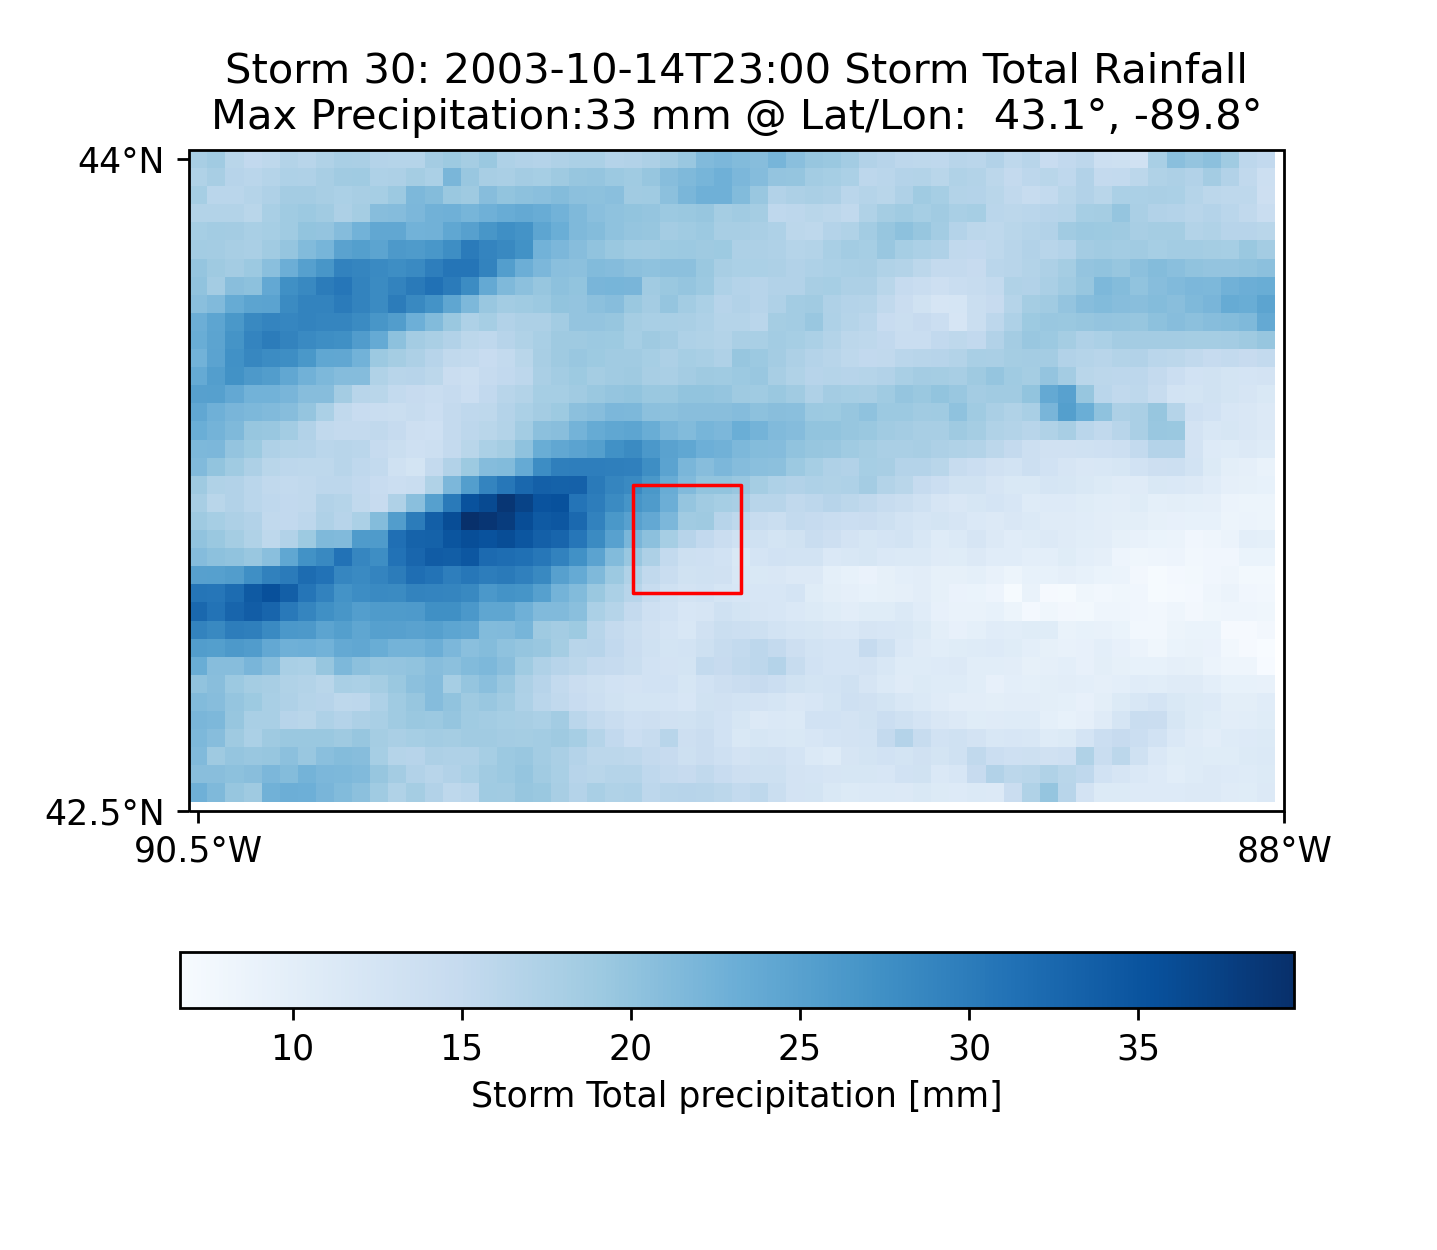 Storm 30: 2003-10-14T23:00 Storm Total Rainfall
Max Precipitation:33 mm @ Lat/Lon:  43.1°, -89.8°
44°N
42.5°N
90.5°W 88°W
10 15 20 25 30 35
Storm Total precipitation [mm]